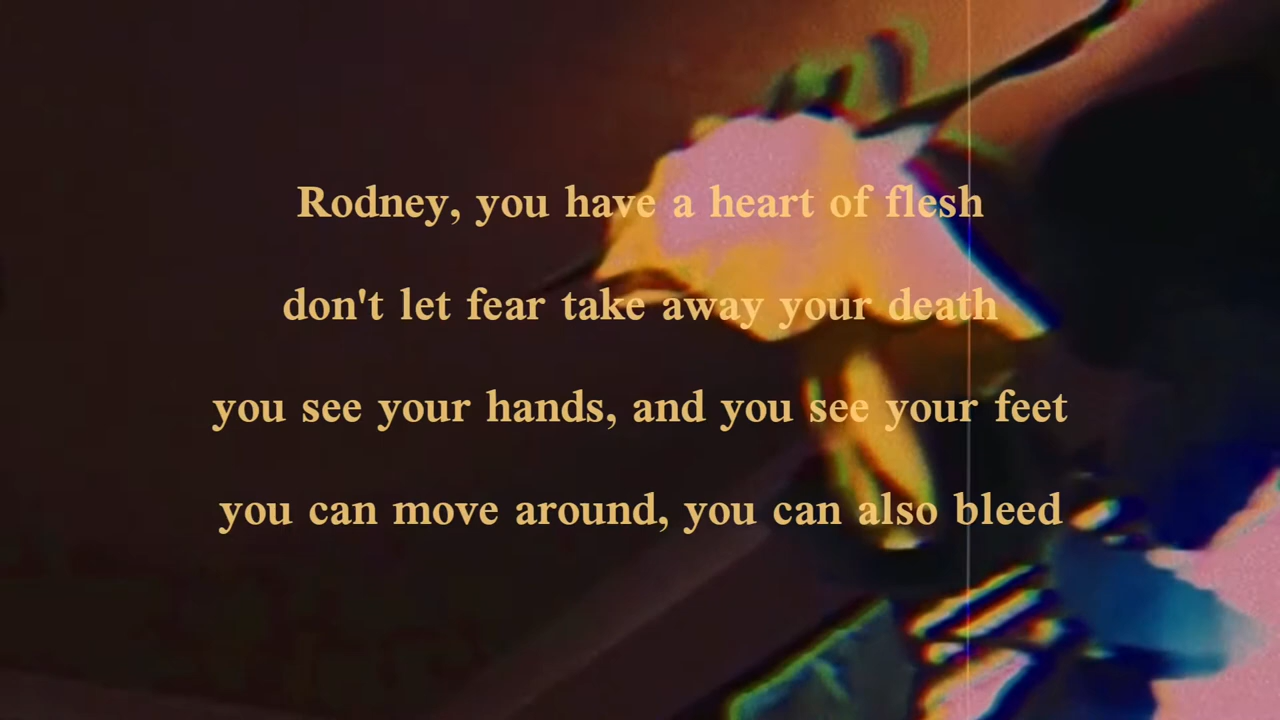 Rodney, you have a heart of flesh
don't let fear take away your death
you see your hands, and you see your feet
you can move around, you can also bleed